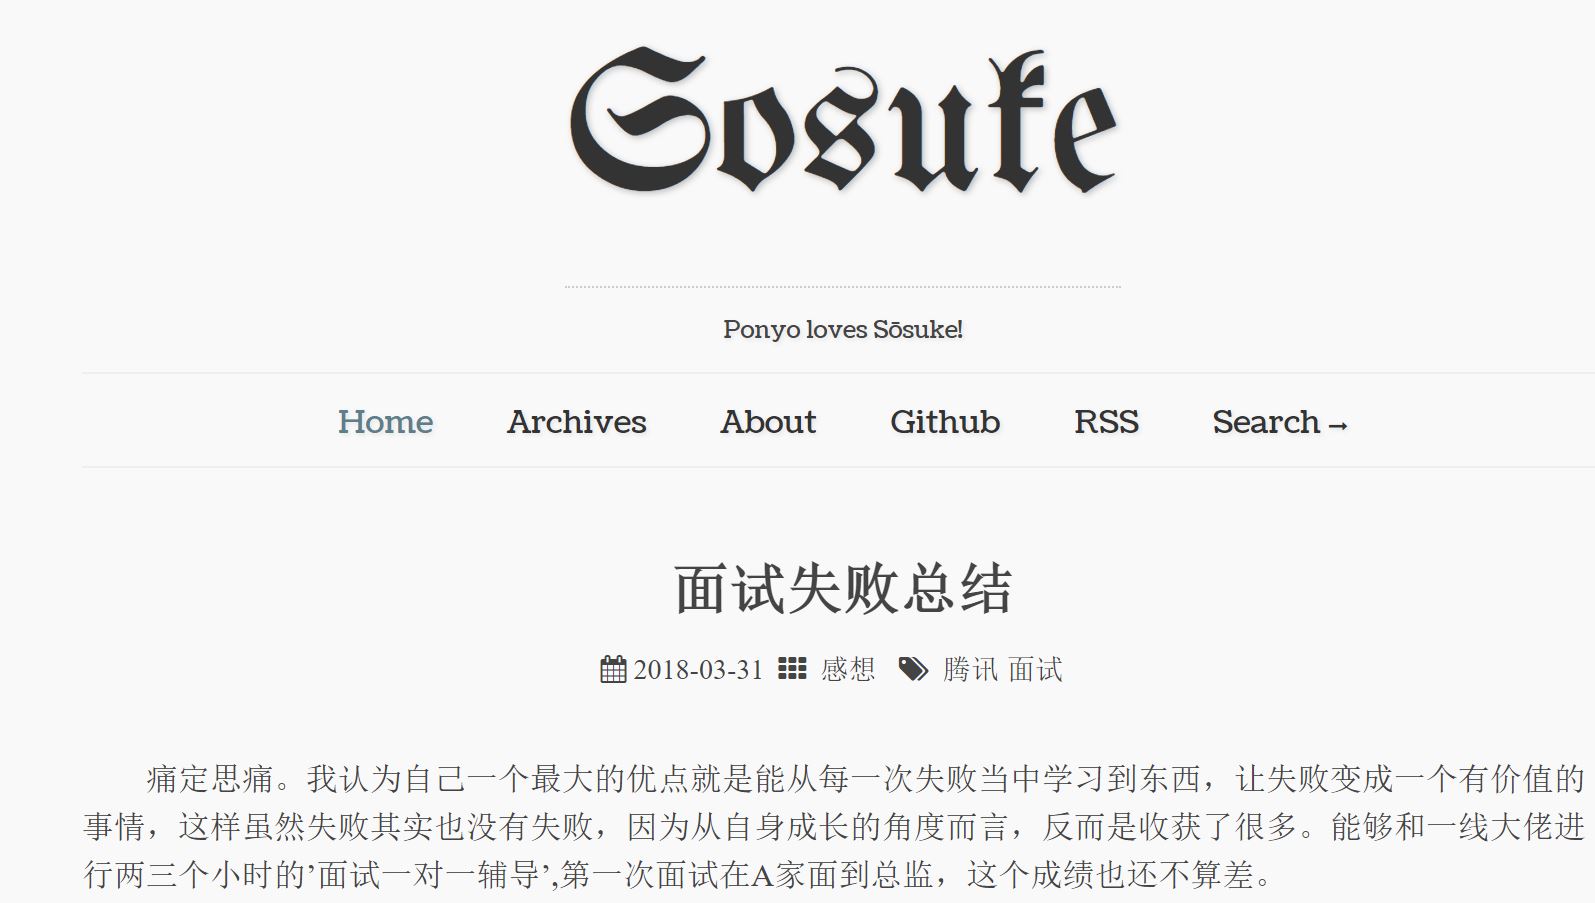 Sosuke
Ponyo loves Sōsuke!
Home Archives About Github RSS Search→
面试失败总结
2018-03-31 感想 腾讯 面试
痛定思痛。我认为自己一个最大的优点就是能从每一次失败当中学习到东西，让失败变成一个有价值的
事情，这样虽然失败其实也没有失败，因为从自身成长的角度而言，反而是收获了很多。能够和一线大佬进
行两三个小时的’面试一对一辅导’,第一次面试在A家面到总监，这个成绩也还不算差。